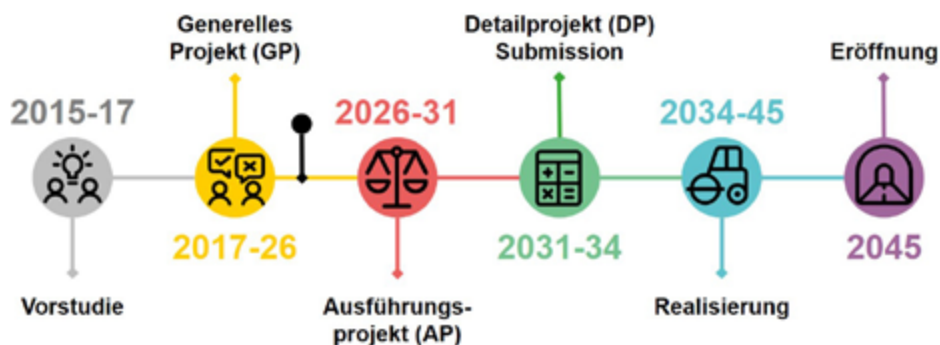 Generelles
Projekt (GP)
Detailprojekt (DP)
Submission
Eröffnung
2015-17
2026-31
2034-45
2017-26
2031-34
2045
Vorstudie
Ausführungs-
projekt (AP)
Realisierung